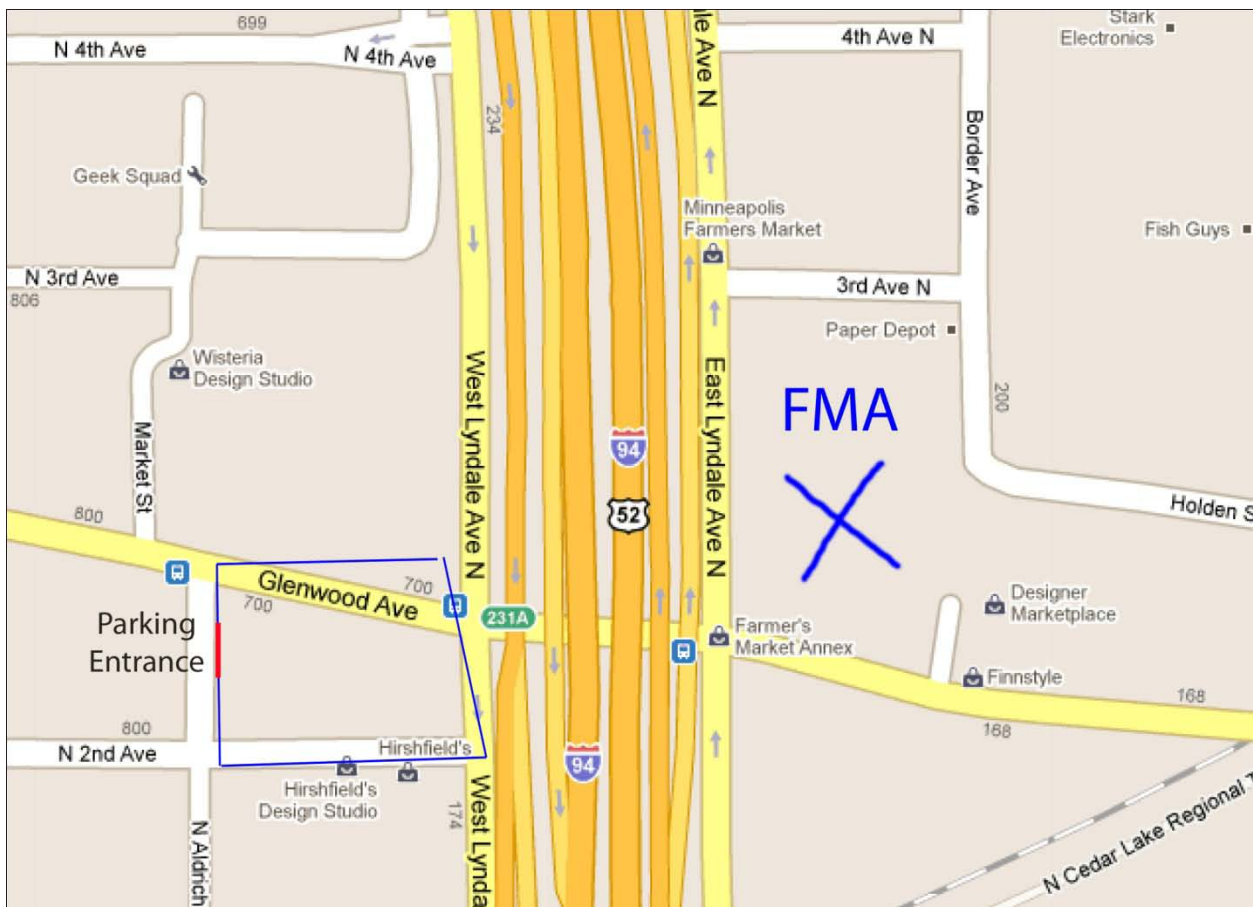 699
N 4th Ave
N 4th Ave
234
ale Ave N
4th Ave N
Stark
Electronics
Border Ave
Geek Squad
Minneapolis
Farmers Market
Fish Guys
N 3rd Ave
806
3rd Ave N
Paper Depot
Wisteria
Design Studio
West Lyndale Ave N
East Lyndale Ave N
FMA
200
94
Market St
52
Holden S
800
Glenwood Ave
700
700
231A
Parking
Entrance
Farmer's
Market Annex
Designer
Marketplace
Finnstyle
168
168
800
N 2nd Ave
Hirshfield's
Hirshfield's
Design Studio
94
174
West Lynda
N Aldrich
N Cedar Lake Regional T